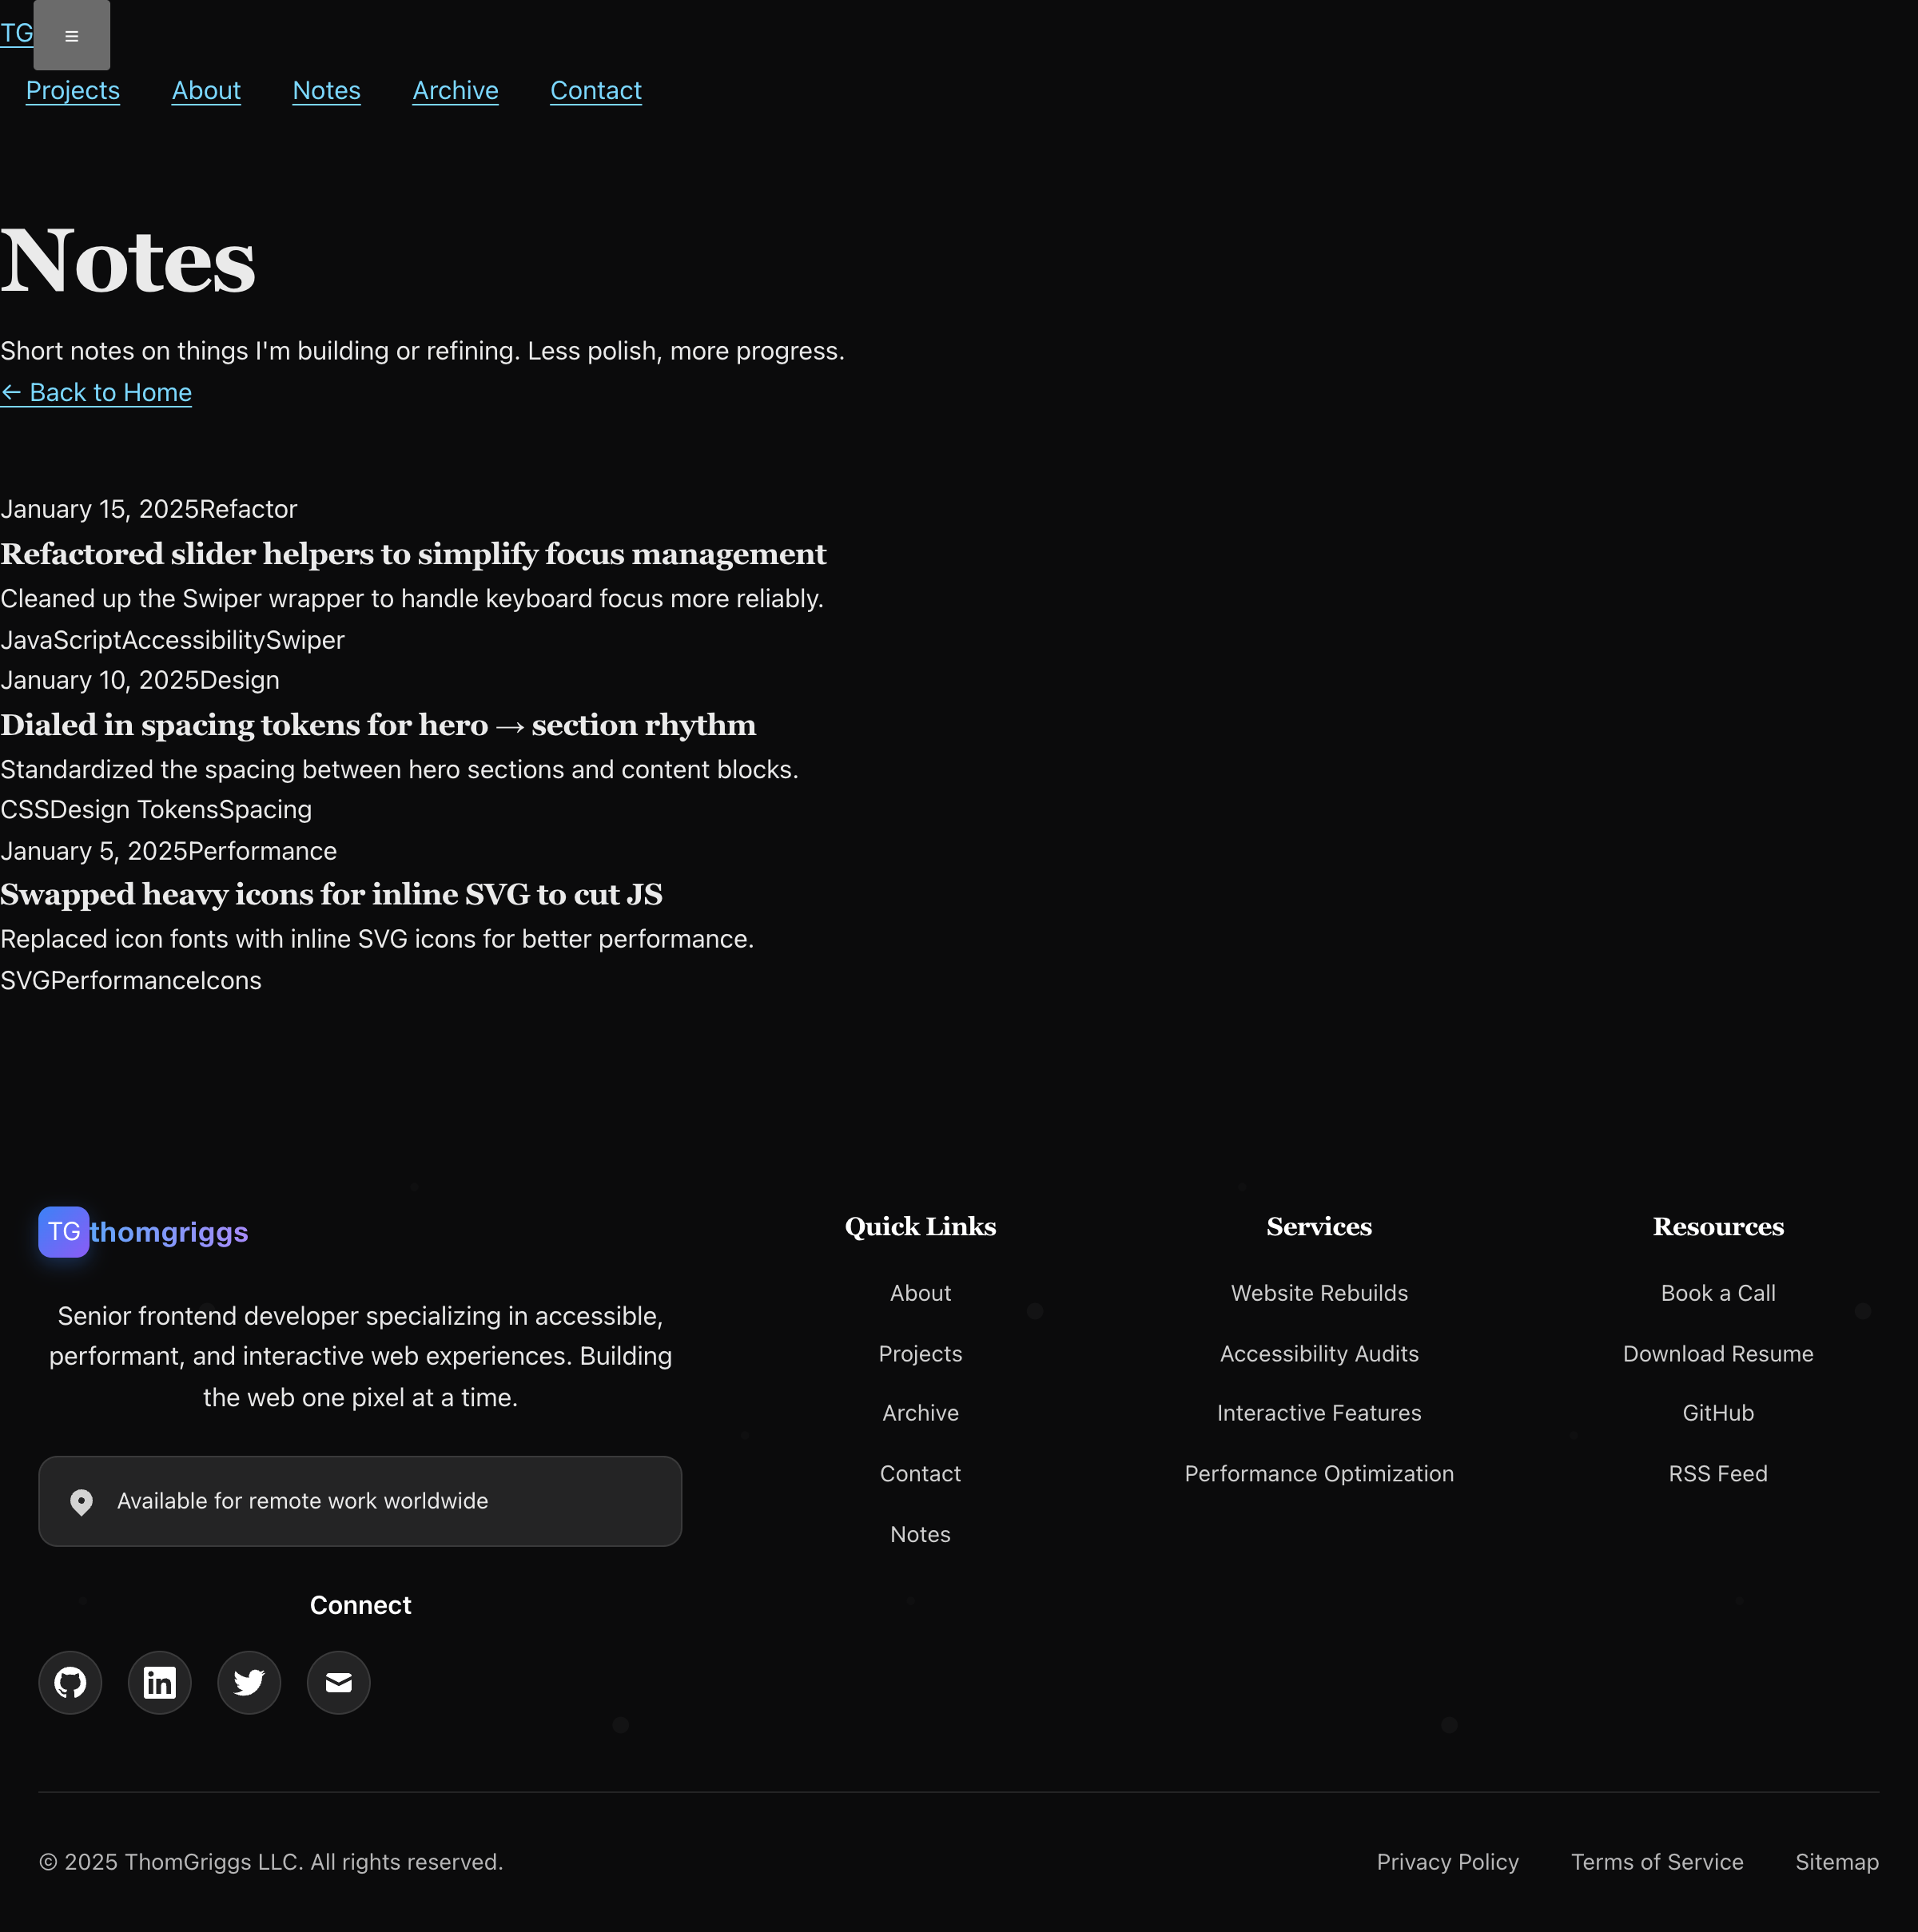 TG ≡
Projects About Notes Archive Contact
Notes
Short notes on things I'm building or refining. Less polish, more progress.
← Back to Home
January 15, 2025Refactor
Refactored slider helpers to simplify focus management
Cleaned up the Swiper wrapper to handle keyboard focus more reliably.
JavaScriptAccessibilitySwiper
January 10, 2025Design
Dialed in spacing tokens for hero → section rhythm
Standardized the spacing between hero sections and content blocks.
CSSDesign TokensSpacing
January 5, 2025Performance
Swapped heavy icons for inline SVG to cut JS
Replaced icon fonts with inline SVG icons for better performance.
SVGPerformanceIcons
TG thomgriggs
Senior frontend developer specializing in accessible,
performant, and interactive web experiences. Building
the web one pixel at a time.
Available for remote work worldwide
Connect
in
Quick Links
About
Projects
Archive
Contact
Notes
Services
Website Rebuilds
Accessibility Audits
Interactive Features
Performance Optimization
Resources
Book a Call
Download Resume
GitHub
RSS Feed
© 2025 ThomGriggs LLC. All rights reserved.
Privacy Policy Terms of Service Sitemap